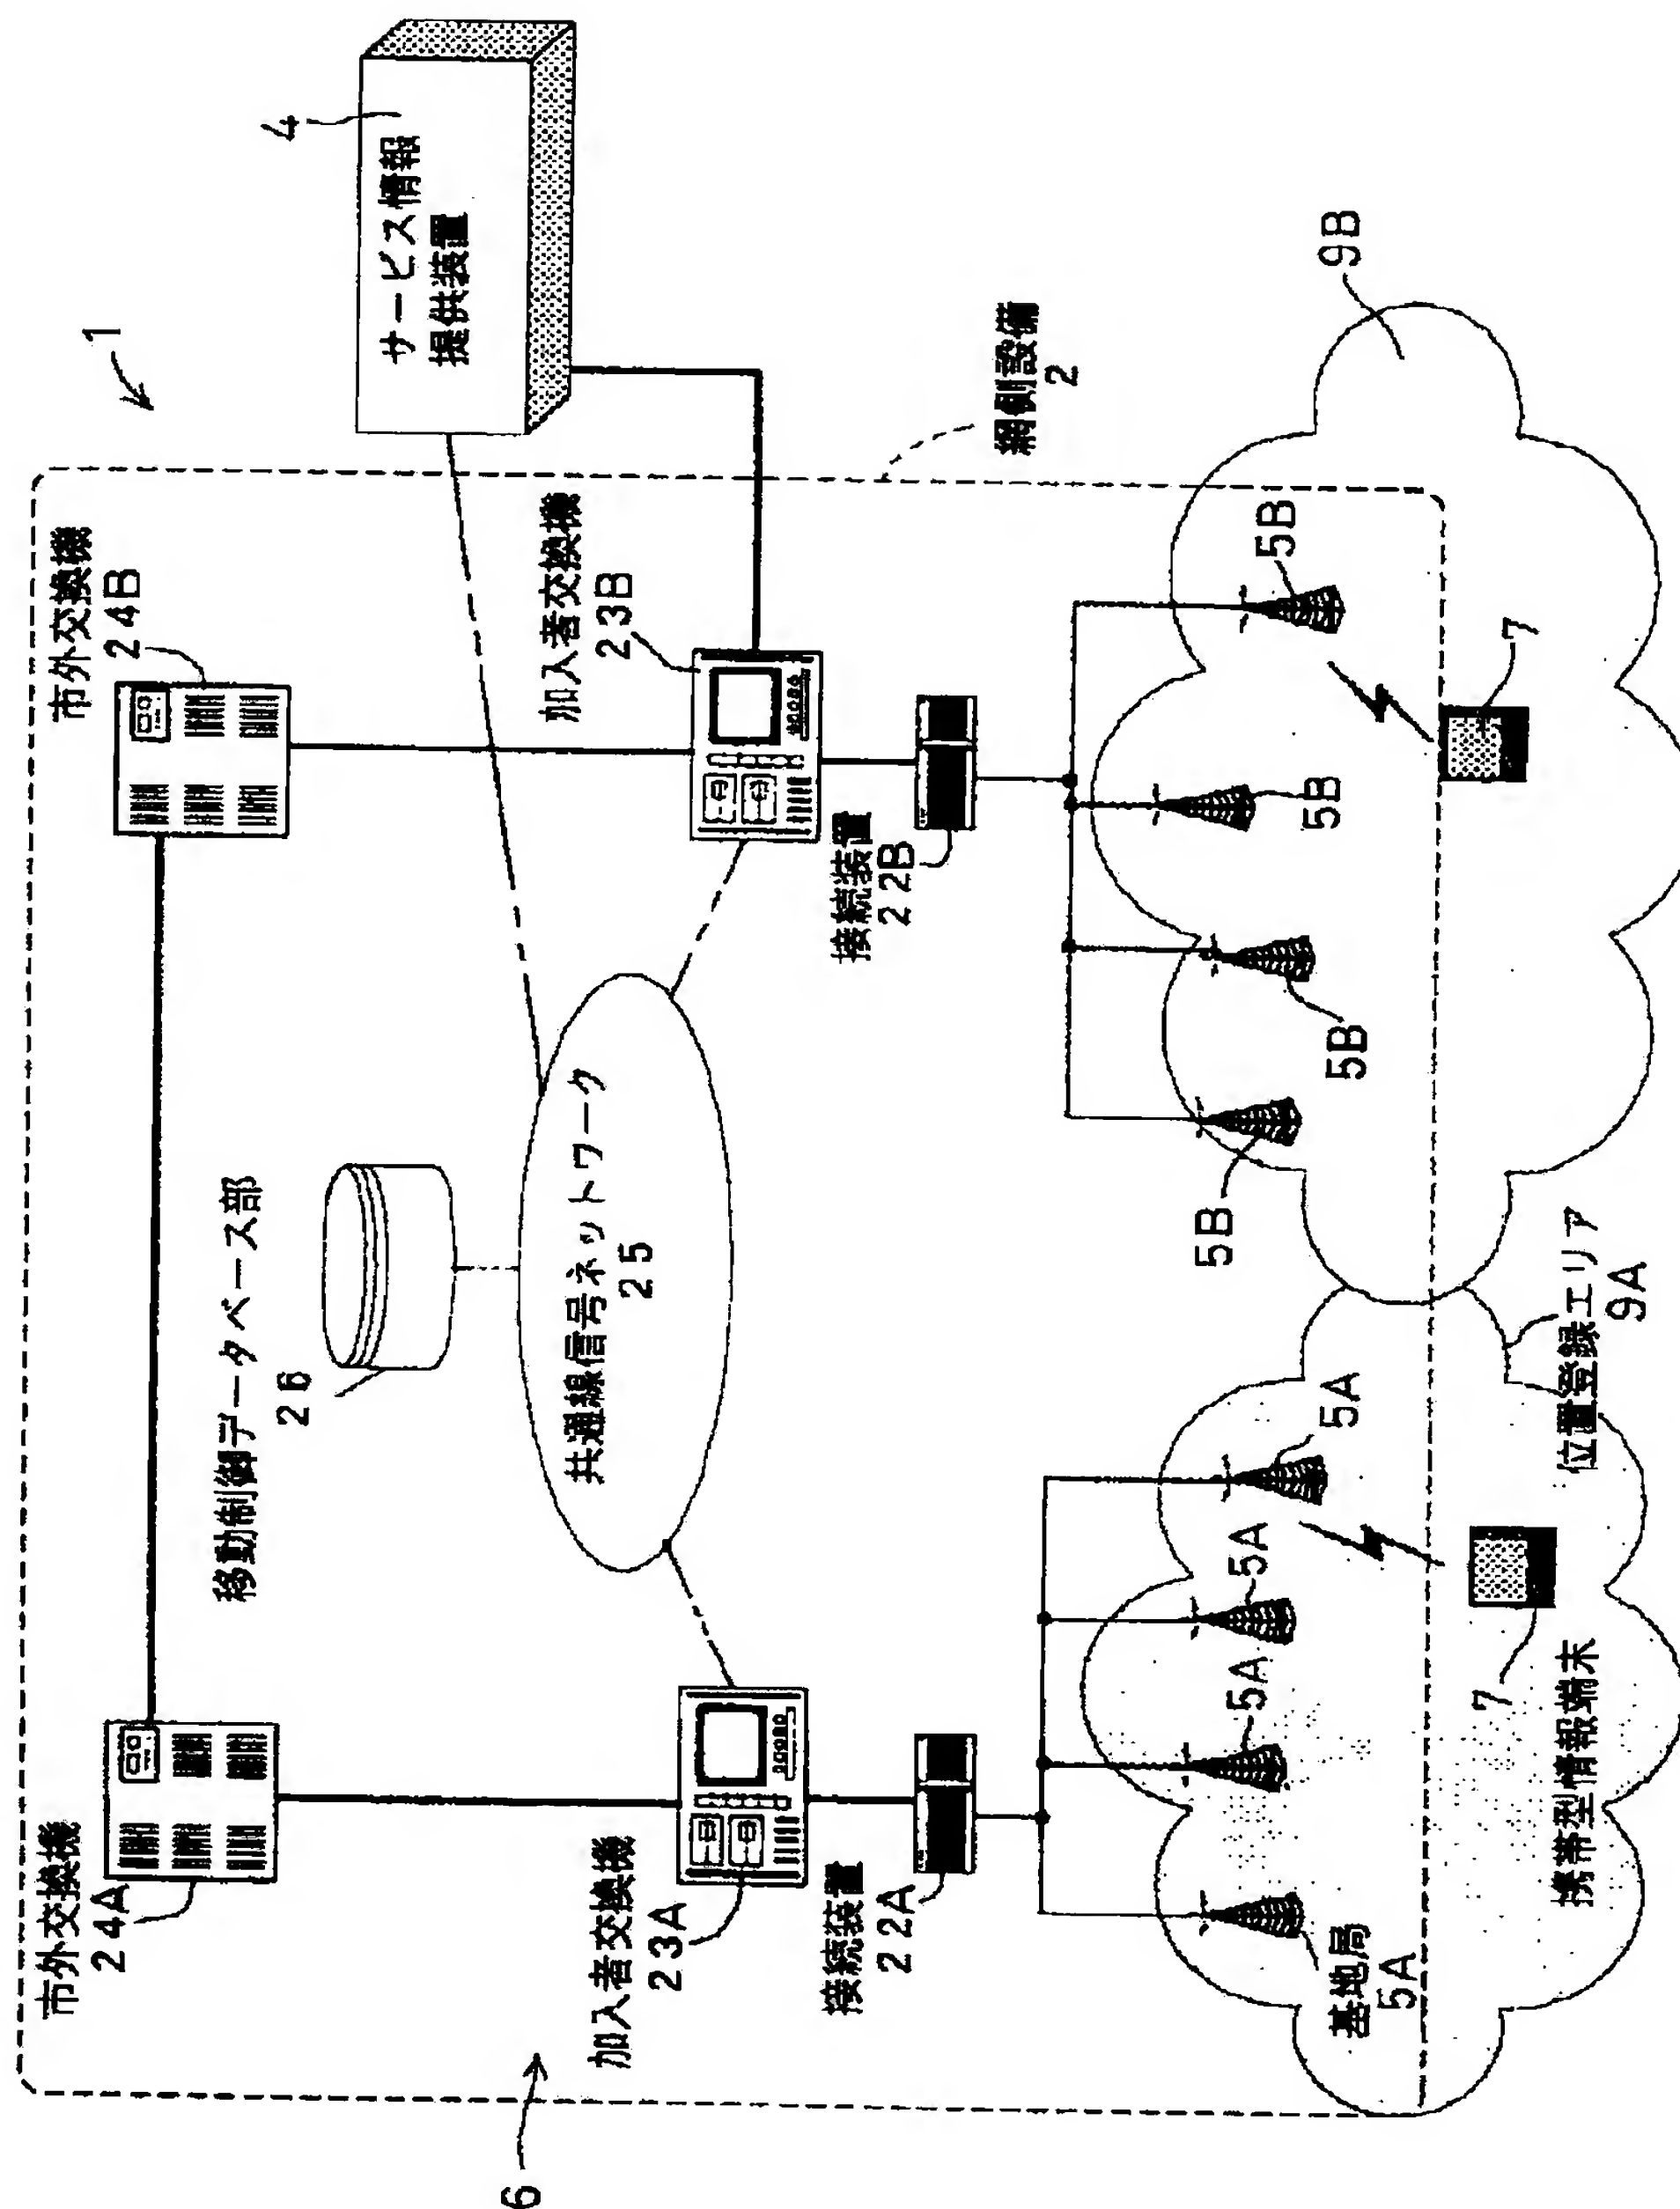 1
4
サービス情報
提供装置
網側設備
2
市外交換機
24A
市外交換機
24B
移動制御データベース部
26
共通線信号ネットワーク
25
加入者交換機
23A
加入者交換機
23B
接続装置
22A
接続装置
22B
6
基地局
5A
5A
5A
5A
5B
5B
5B
5B
位置登録エリア
9A
9B
携帯型情報端末
7
7